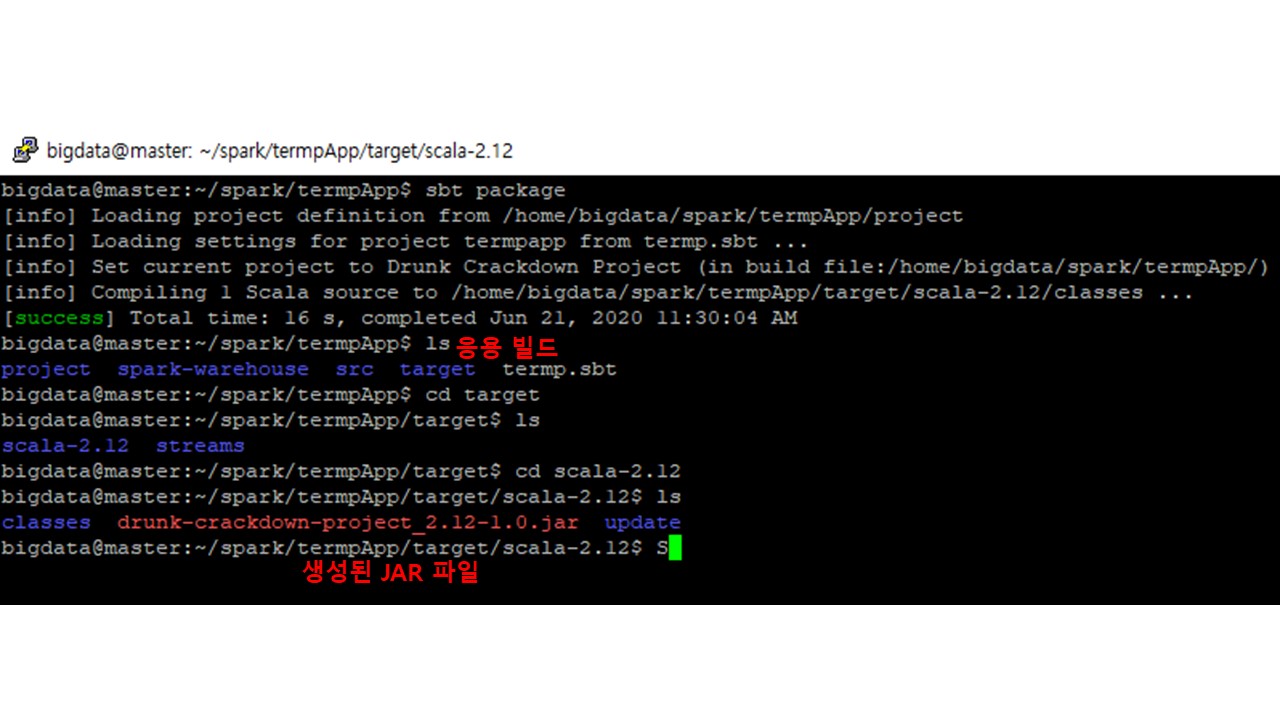 bigdata@master: ~/spark/termpApp/target/scala-2.12
bigdata@master:~/spark/termpApp$ sbt package
[info] Loading project definition from /home/bigdata/spark/termpApp/project
[info] Loading settings for project termpapp from termp.sbt ...
[info] Set current project to Drunk Crackdown Project (in build file:/home/bigdata/spark/termpApp/)
[info] Compiling 1 Scala source to /home/bigdata/spark/termpApp/target/scala-2.12/classes ...
[success] Total time: 16 s, completed Jun 21, 2020 11:30:04 AM
bigdata@master:~/spark/termpApp$ ls 응용 빌드
project spark-warehouse src target termp.sbt
bigdata@master:~/spark/termpApp$ cd target
bigdata@master:~/spark/termpApp/target$ ls
scala-2.12 streams
bigdata@master:~/spark/termpApp/target$ cd scala-2.12
bigdata@master:~/spark/termpApp/target/scala-2.12$ ls
classes drunk-crackdown-project_2.12-1.0.jar update
bigdata@master:~/spark/termpApp/target/scala-2.12$ S
생성된 JAR 파일